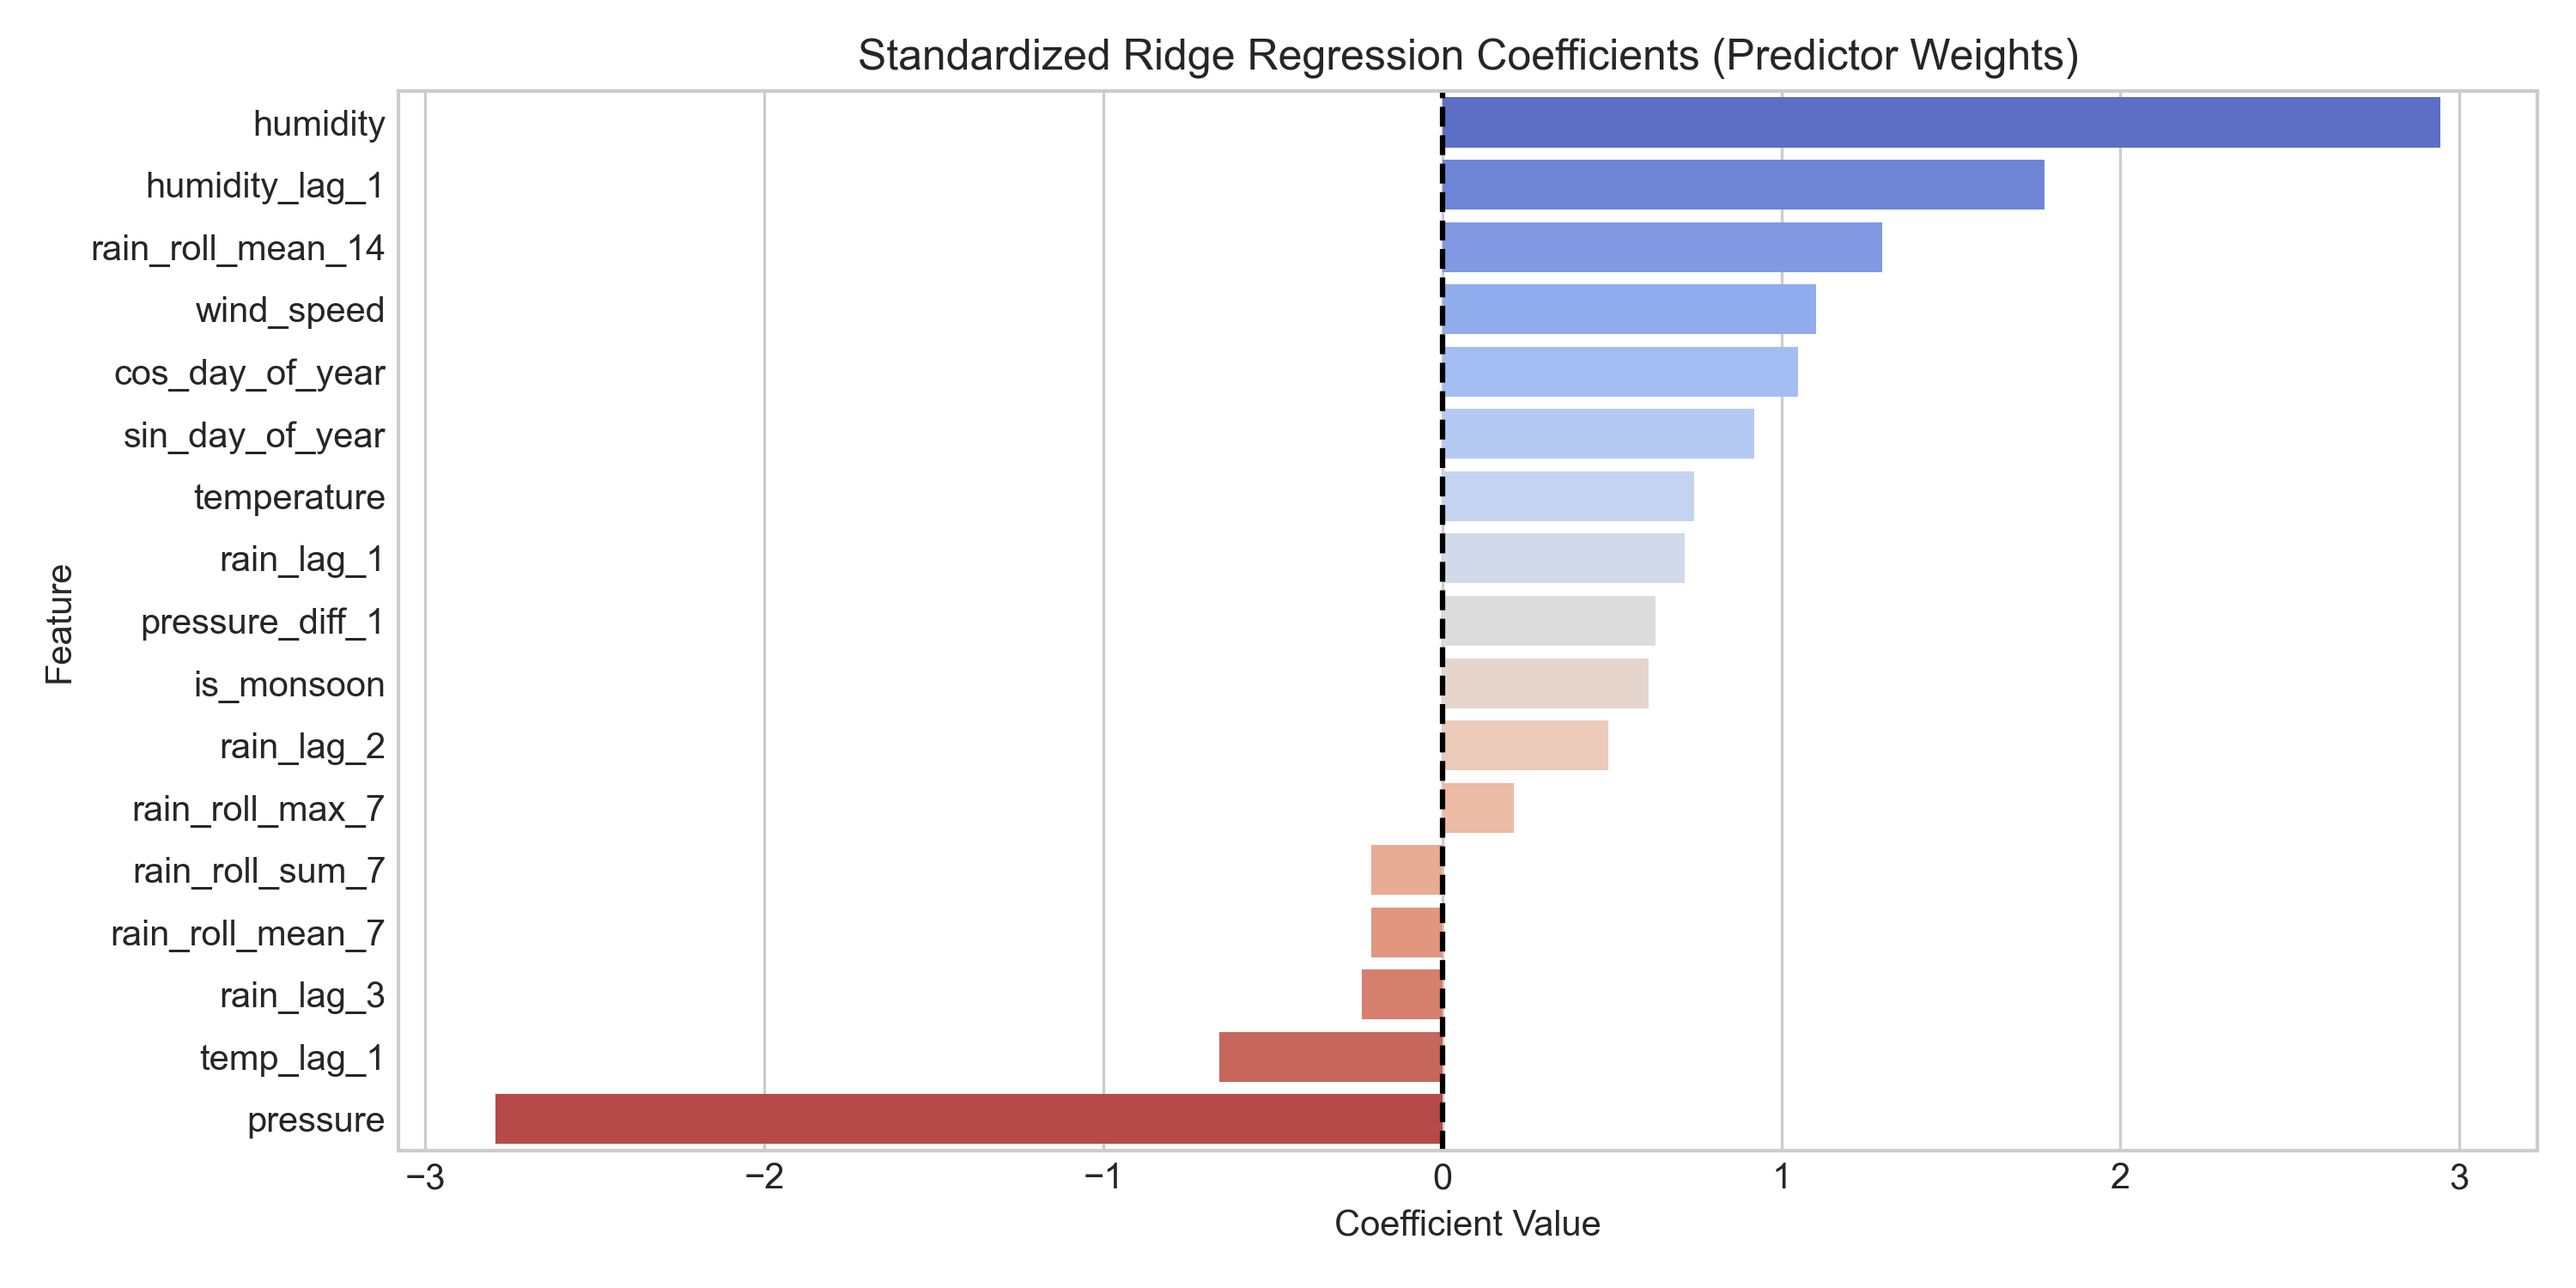 Standardized Ridge Regression Coefficients (Predictor Weights)
humidity
humidity_lag_1
rain_roll_mean_14
wind_speed
cos_day_of_year
sin_day_of_year
temperature
rain_lag_1
pressure_diff_1
is_monsoon
rain_lag_2
rain_roll_max_7
rain_roll_sum_7
rain_roll_mean_7
rain_lag_3
temp_lag_1
pressure
Feature
−3 −2 −1 0 1 2 3
Coefficient Value